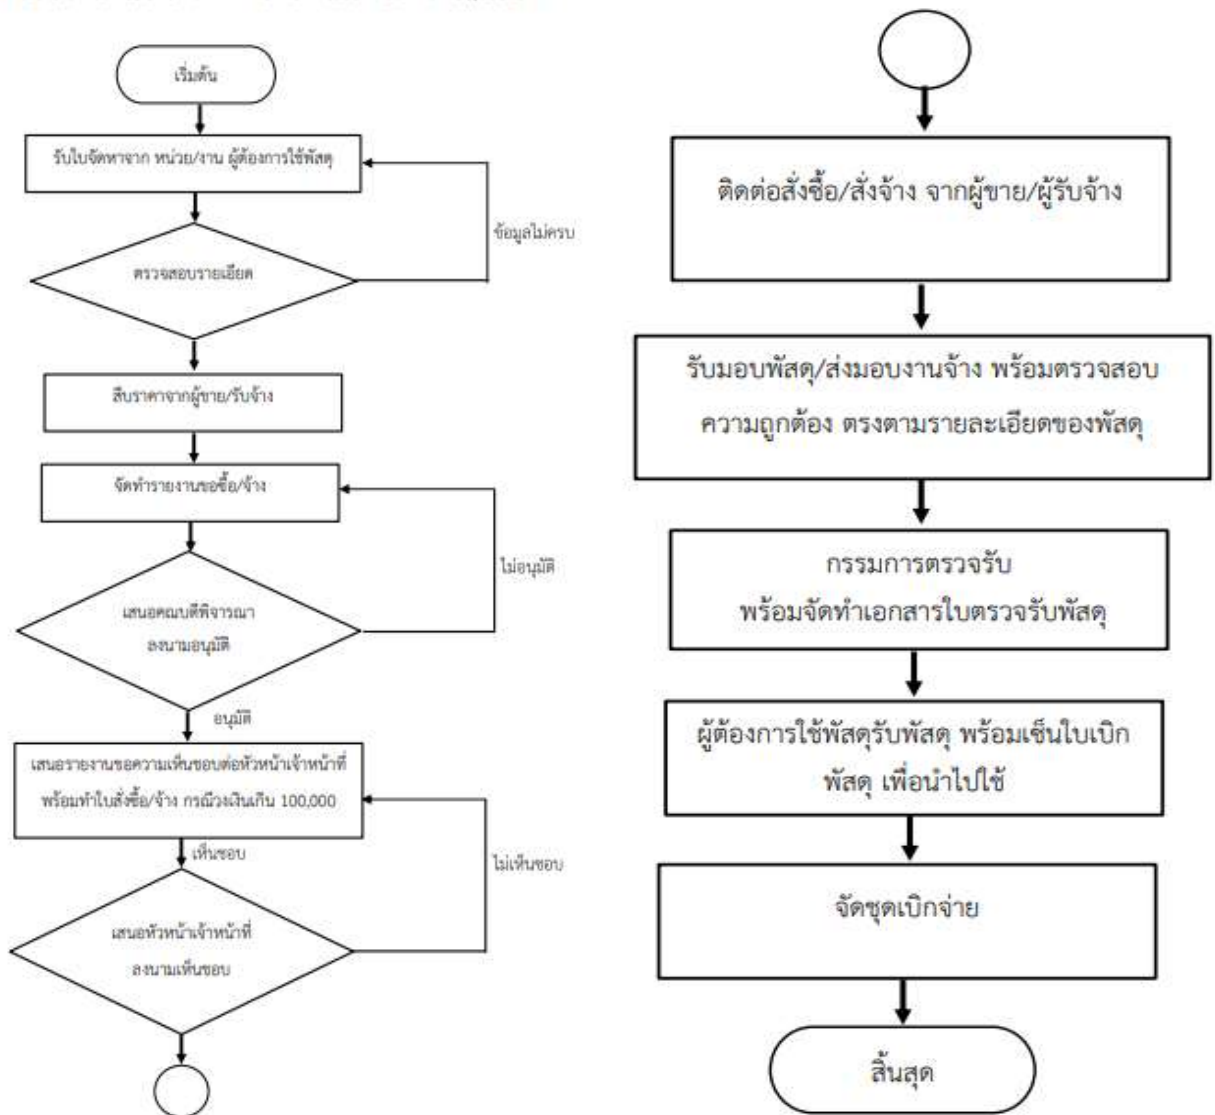 เริ่มต้น
รับใบจัดหาจาก หน่วย/งาน ผู้ต้องการใช้พัสดุ
ข้อมูลไม่ครบ
ตรวจสอบรายเอียด
สืบราคาจากผู้ขาย/รับจ้าง
จัดทำรายงานขอซื้อ/จ้าง
ไม่อนุมัติ
เสนอคณบดีพิจารณา
ลงนามอนุมัติ
อนุมัติ
เสนอรายงานขอความเห็นชอบต่อหัวหน้าเจ้าหน้าที่
พร้อมทำใบสั่งซื้อ/จ้าง กรณีวงเงินเกิน 100,000
เห็นชอบ
ไม่เห็นชอบ
เสนอหัวหน้าเจ้าหน้าที่
ลงนามเห็นชอบ
ติดต่อสั่งซื้อ/สั่งจ้าง จากผู้ขาย/ผู้รับจ้าง
รับมอบพัสดุ/ส่งมอบงานจ้าง พร้อมตรวจสอบ
ความถูกต้อง ตรงตามรายละเอียดของพัสดุ
กรรมการตรวจรับ
พร้อมจัดทำเอกสารใบตรวจรับพัสดุ
ผู้ต้องการใช้พัสดุรับพัสดุ พร้อมเซ็นใบเบิก
พัสดุ เพื่อนำไปใช้
จัดชุดเบิกจ่าย
สิ้นสุด